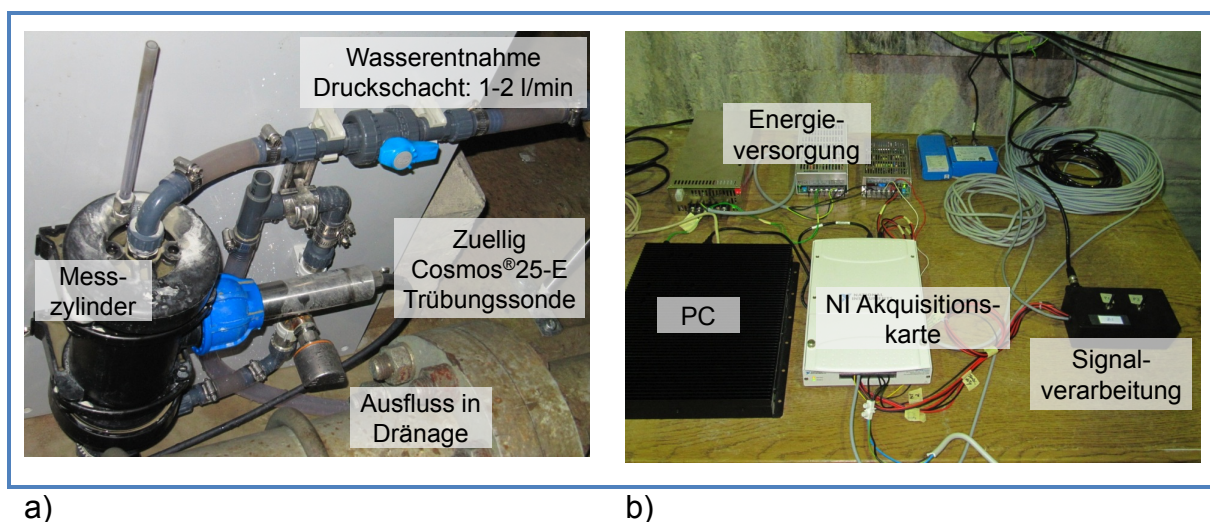 Wasserentnahme
Druckschacht: 1-2 l/min
Mess-
zylinder
Zuellig
Cosmos®25-E
Trübungssonde
Ausfluss in
Dränage
Energie-
versorgung
PC
NI Akquisitions-
karte
Signal-
verarbeitung
a)
b)